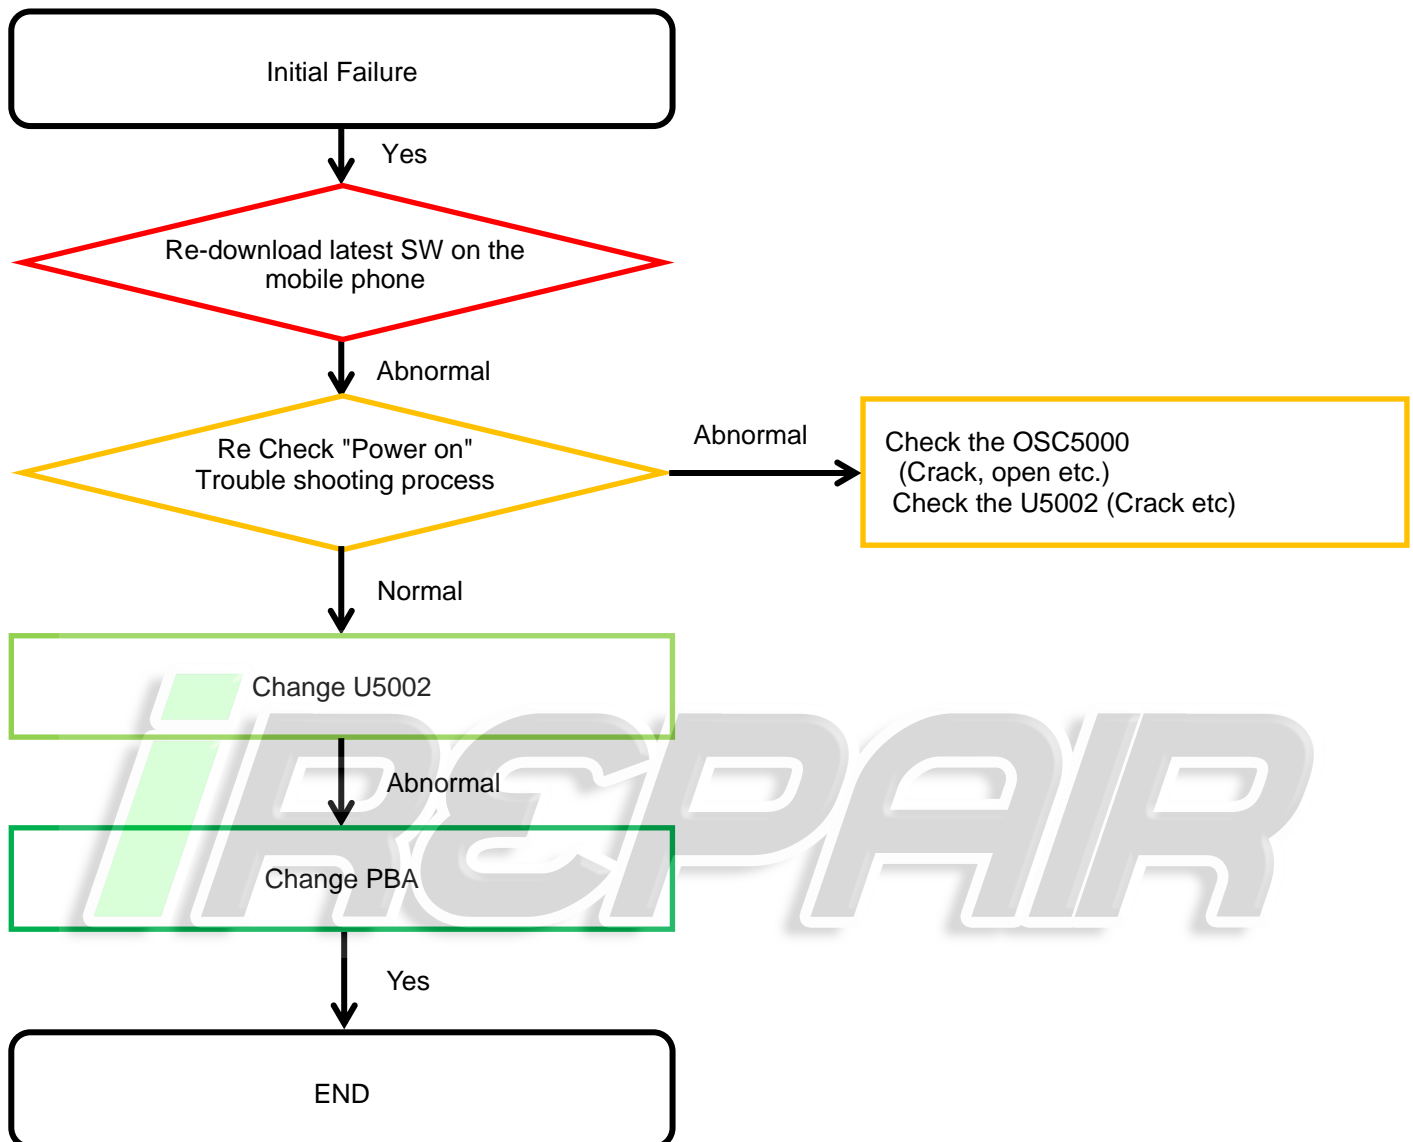 Initial Failure
Yes
Re-download latest SW on the
mobile phone
Abnormal
Re Check "Power on"
Trouble shooting process
Abnormal
Check the OSC5000
(Crack, open etc.)
Check the U5002 (Crack etc)
Normal
Change U5002
Abnormal
Change PBA
iREPAIR
Yes
END